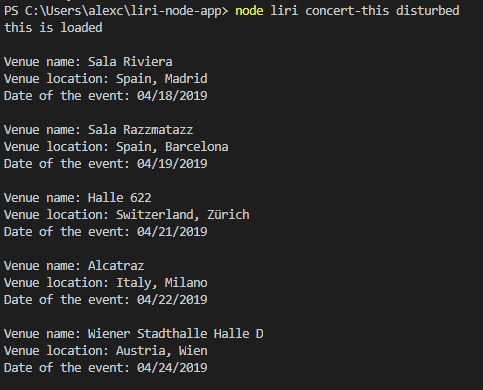 PS C:\Users\alexc\liri-node-app> node liri concert-this disturbed
this is loaded
Venue name: Sala Riviera
Venue location: Spain, Madrid
Date of the event: 04/18/2019
Venue name: Sala Razzmatazz
Venue location: Spain, Barcelona
Date of the event: 04/19/2019
Venue name: Halle 622
Venue location: Switzerland, Zürich
Date of the event: 04/21/2019
Venue name: Alcatraz
Venue location: Italy, Milano
Date of the event: 04/22/2019
Venue name: Wiener Stadthalle Halle D
Venue location: Austria, Wien
Date of the event: 04/24/2019